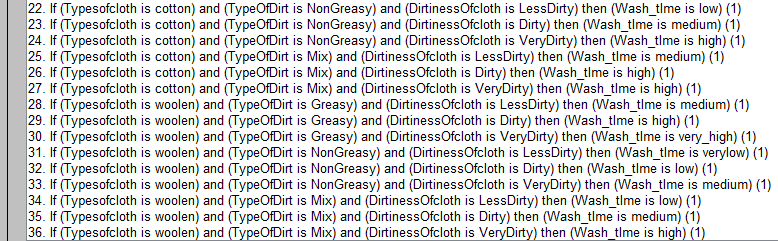 22. If (Typesofcloth is cotton) and (TypeOfDirt is NonGreasy) and (DirtinessOfcloth is LessDirty) then (Wash_tIme is low) (1)
23. If (Typesofcloth is cotton) and (TypeOfDirt is NonGreasy) and (DirtinessOfcloth is Dirty) then (Wash_tIme is medium) (1)
24. If (Typesofcloth is cotton) and (TypeOfDirt is NonGreasy) and (DirtinessOfcloth is VeryDirty) then (Wash_tIme is high) (1)
25. If (Typesofcloth is cotton) and (TypeOfDirt is Mix) and (DirtinessOfcloth is LessDirty) then (Wash_tIme is medium) (1)
26. If (Typesofcloth is cotton) and (TypeOfDirt is Mix) and (DirtinessOfcloth is Dirty) then (Wash_tIme is high) (1)
27. If (Typesofcloth is cotton) and (TypeOfDirt is Mix) and (DirtinessOfcloth is VeryDirty) then (Wash_tIme is high) (1)
28. If (Typesofcloth is woolen) and (TypeOfDirt is Greasy) and (DirtinessOfcloth is LessDirty) then (Wash_tIme is medium) (1)
29. If (Typesofcloth is woolen) and (TypeOfDirt is Greasy) and (DirtinessOfcloth is Dirty) then (Wash_tIme is high) (1)
30. If (Typesofcloth is woolen) and (TypeOfDirt is Greasy) and (DirtinessOfcloth is VeryDirty) then (Wash_tIme is very_high) (1)
31. If (Typesofcloth is woolen) and (TypeOfDirt is NonGreasy) and (DirtinessOfcloth is LessDirty) then (Wash_tIme is verylow) (1)
32. If (Typesofcloth is woolen) and (TypeOfDirt is NonGreasy) and (DirtinessOfcloth is Dirty) then (Wash_tIme is low) (1)
33. If (Typesofcloth is woolen) and (TypeOfDirt is NonGreasy) and (DirtinessOfcloth is VeryDirty) then (Wash_tIme is medium) (1)
34. If (Typesofcloth is woolen) and (TypeOfDirt is Mix) and (DirtinessOfcloth is LessDirty) then (Wash_tIme is low) (1)
35. If (Typesofcloth is woolen) and (TypeOfDirt is Mix) and (DirtinessOfcloth is Dirty) then (Wash_tIme is medium) (1)
36. If (Typesofcloth is woolen) and (TypeOfDirt is Mix) and (DirtinessOfcloth is VeryDirty) then (Wash_tIme is high) (1)